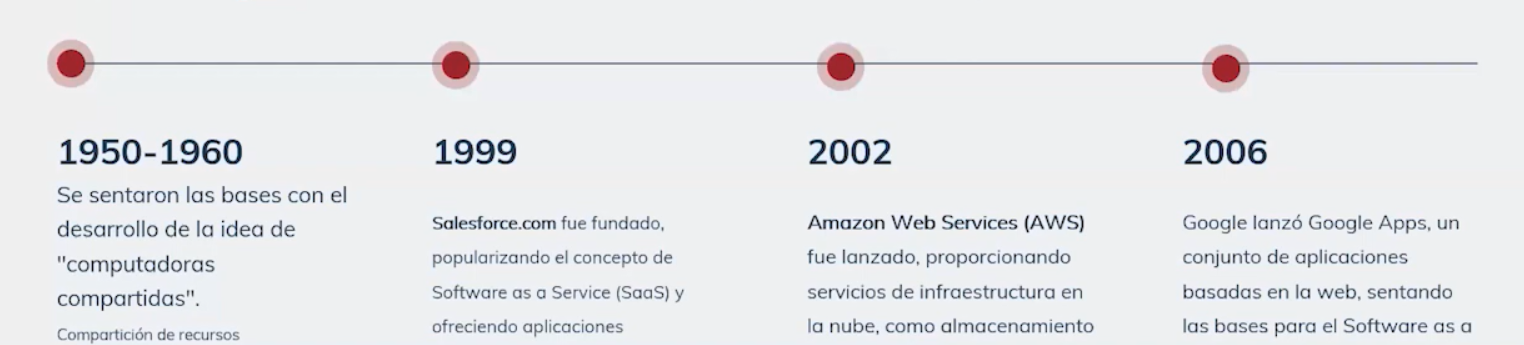 1950-1960
Se sentaron las bases con el
desarrollo de la idea de
"computadoras
compartidas".
Compartición de recursos
1999
Salesforce.com fue fundado,
popularizando el concepto de
Software as a Service (SaaS) y
ofreciendo aplicaciones
2002
Amazon Web Services (AWS)
fue lanzado, proporcionando
servicios de infraestructura en
la nube, como almacenamiento
2006
Google lanzó Google Apps, un
conjunto de aplicaciones
basadas en la web, sentando
las bases para el Software as a